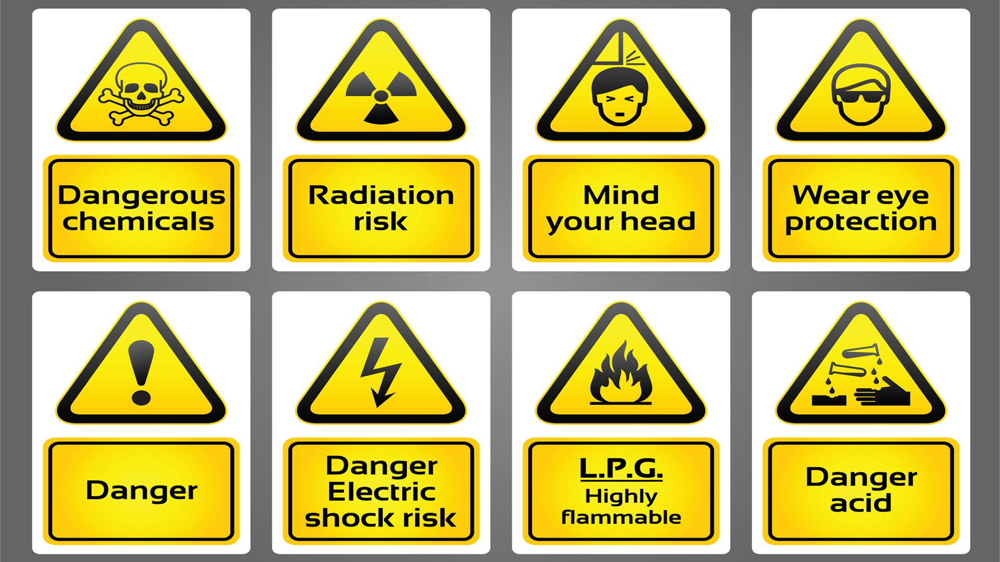 Dangerous
chemicals
Radiation
risk
Mind
your head
Wear eye
protection
Danger
Danger
Electric
shock risk
L.P.G.
Highly
flammable
Danger
acid